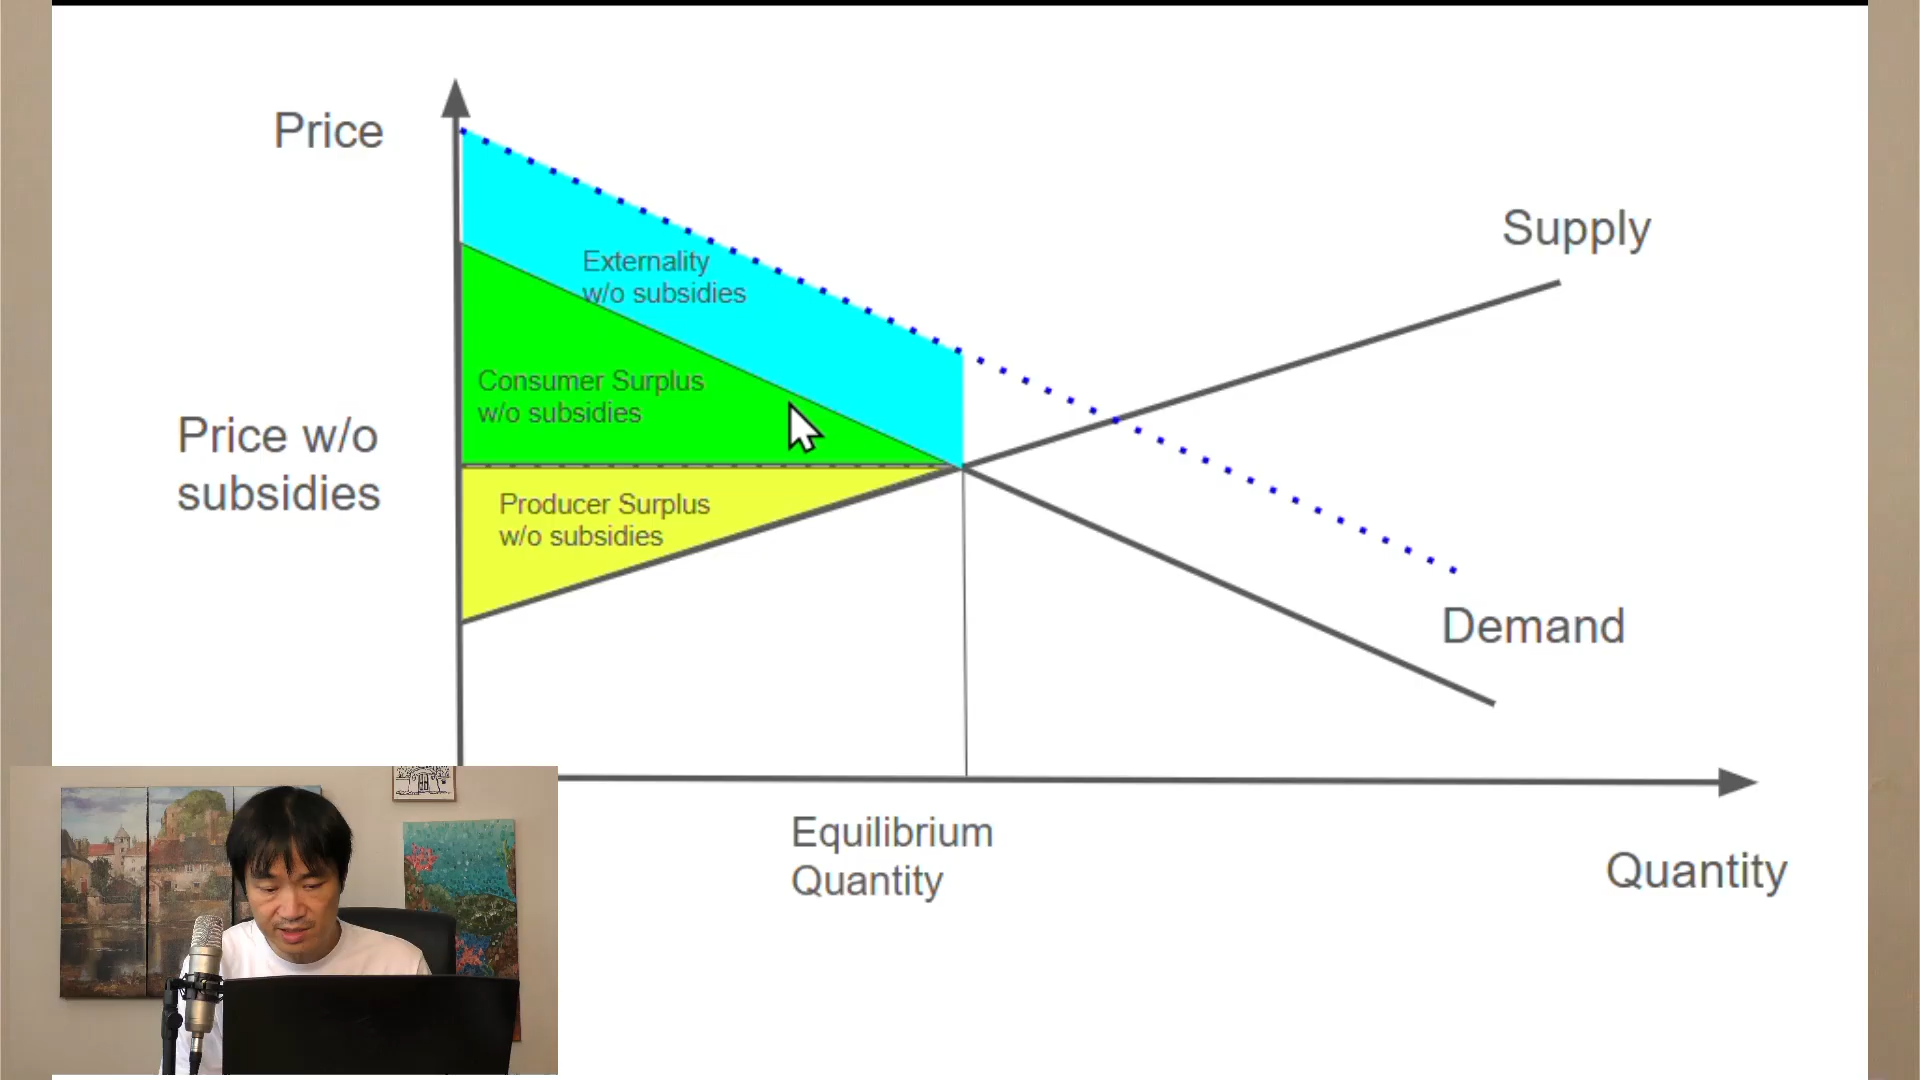 Price
Supply
Externality
w/o subsidies
Consumer Surplus
w/o subsidies
Price w/o
subsidies
Producer Surplus
w/o subsidies
Demand
Equilibrium
Quantity
Quantity